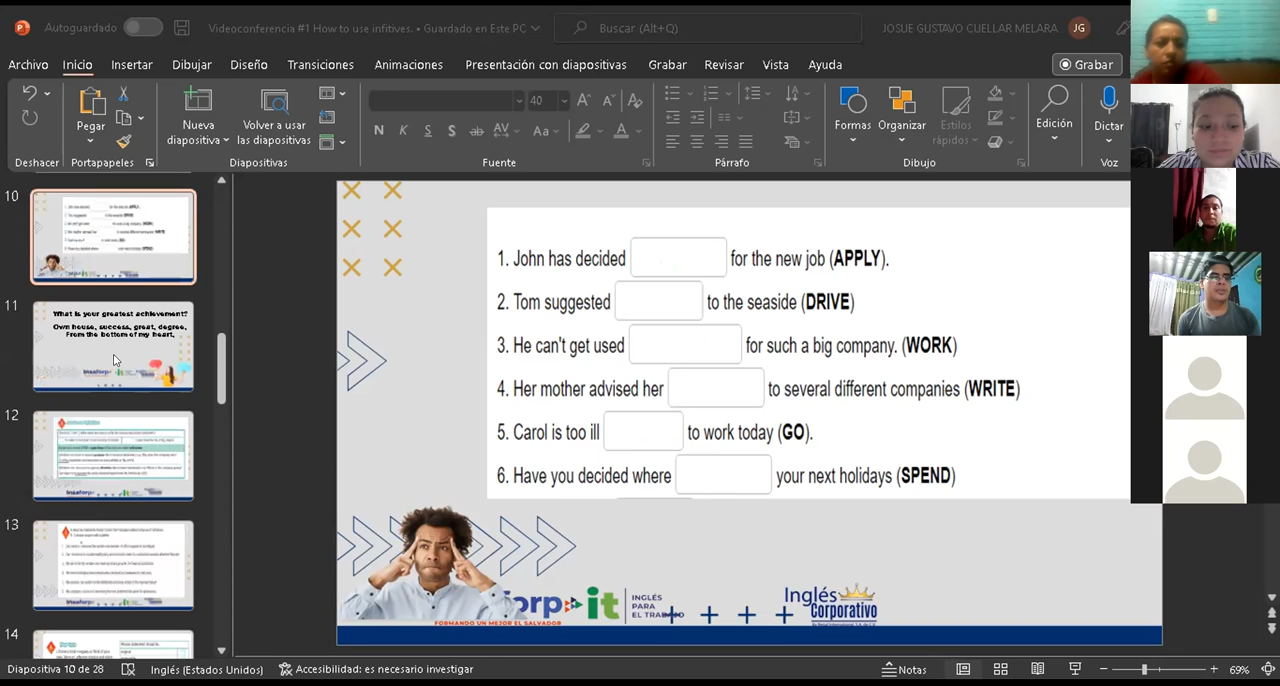 Autoguardado
Videoconferencia #1 How to use infitives. • Guardado en Este PC
Buscar (Alt+Q)
JOSUE GUSTAVO CUELLAR MELARA
JG
Archivo Inicio Insertar Dibujar Diseño Transiciones Animaciones Presentación con diapositivas Grabar Revisar Vista Ayuda
Grabar
Pegar
Nueva diapositiva
Volver a usar las diapositivas
40
N K S S ab AV Aa A
Formas Organizar Estilos rápidos
Edición
Dictar
Deshacer Portapapeles Diapositivas Fuente Párrafo Dibujo Voz
10
11
What is your greatest achievement?
Own house, success, great, degree,
From the bottom of my heart,
12
13
14
1. John has decided for the new job (APPLY).
2. Tom suggested to the seaside (DRIVE)
3. He can't get used for such a big company. (WORK)
4. Her mother advised her to several different companies (WRITE)
5. Carol is too ill to work today (GO).
6. Have you decided where your next holidays (SPEND)
orp it
INGLÉS
PARA
EL TRABAJO
FORMANDO UN MEJOR EL SALVADOR
Inglés
Corporativo
Diapositiva 10 de 28
Inglés (Estados Unidos)
Accesibilidad: es necesario investigar
Notas
69%